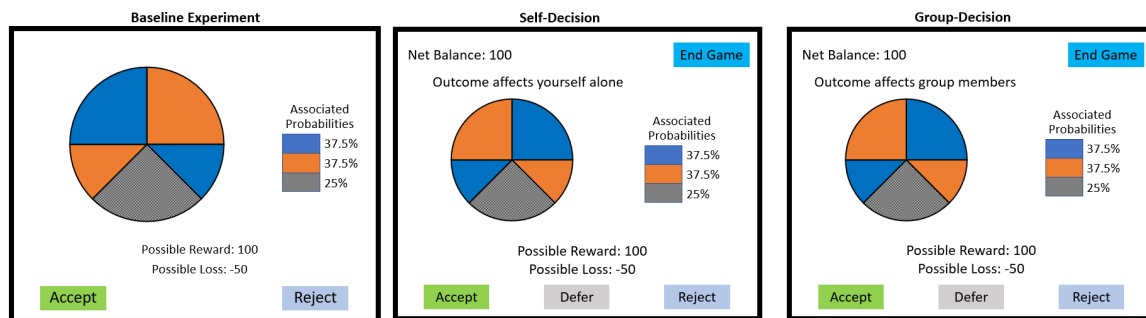 Baseline Experiment
Associated
Probabilities
37.5%
37.5%
25%
Possible Reward: 100
Possible Loss: -50
Accept
Reject
Self-Decision
Net Balance: 100
End Game
Outcome affects yourself alone
Associated
Probabilities
37.5%
37.5%
25%
Possible Reward: 100
Possible Loss: -50
Accept
Defer
Reject
Group-Decision
Net Balance: 100
End Game
Outcome affects group members
Associated
Probabilities
37.5%
37.5%
25%
Possible Reward: 100
Possible Loss: -50
Accept
Defer
Reject